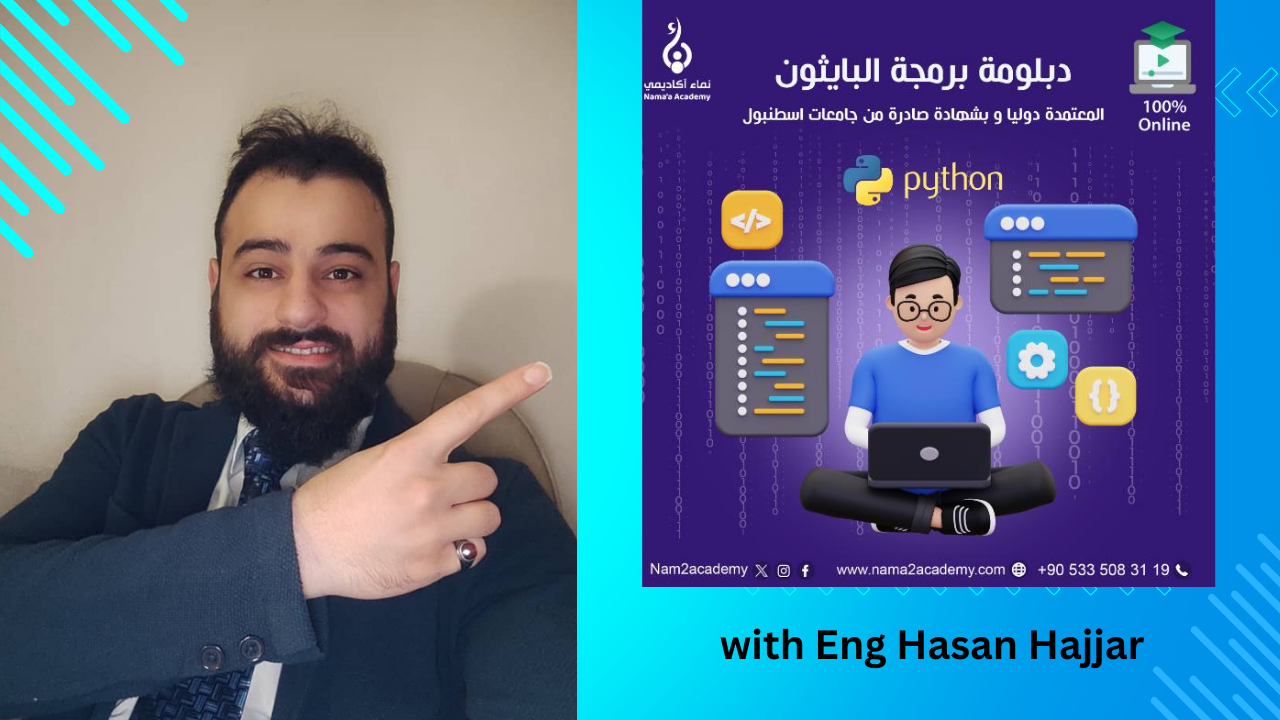 نماء أكاديمي
Nama'a Academy
دبلومة برمجة البايثون
المعتمدة دوليا و بشهادة صادرة من جامعات اسطنبول
100%
Online
python
</>
{}
Nam2academy
www.nama2academy.com
+90 533 508 31 19
with Eng Hasan Hajjar